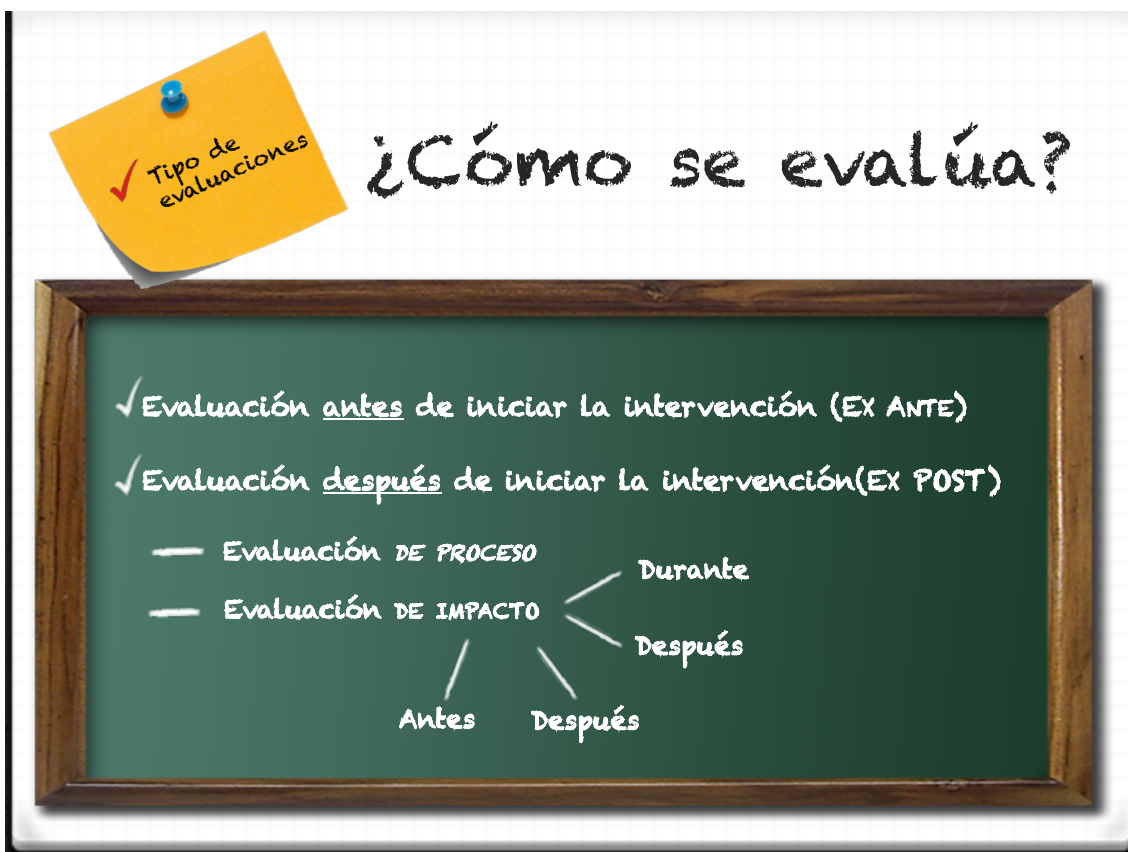 Tipo de
evaluaciones
¿Cómo se evalúa?
Evaluación antes de iniciar la intervención (EX ANTE)
Evaluación después de iniciar la intervención(EX POST)
Evaluación DE PROCESO
Evaluación DE IMPACTO
Durante
Después
Antes
Después